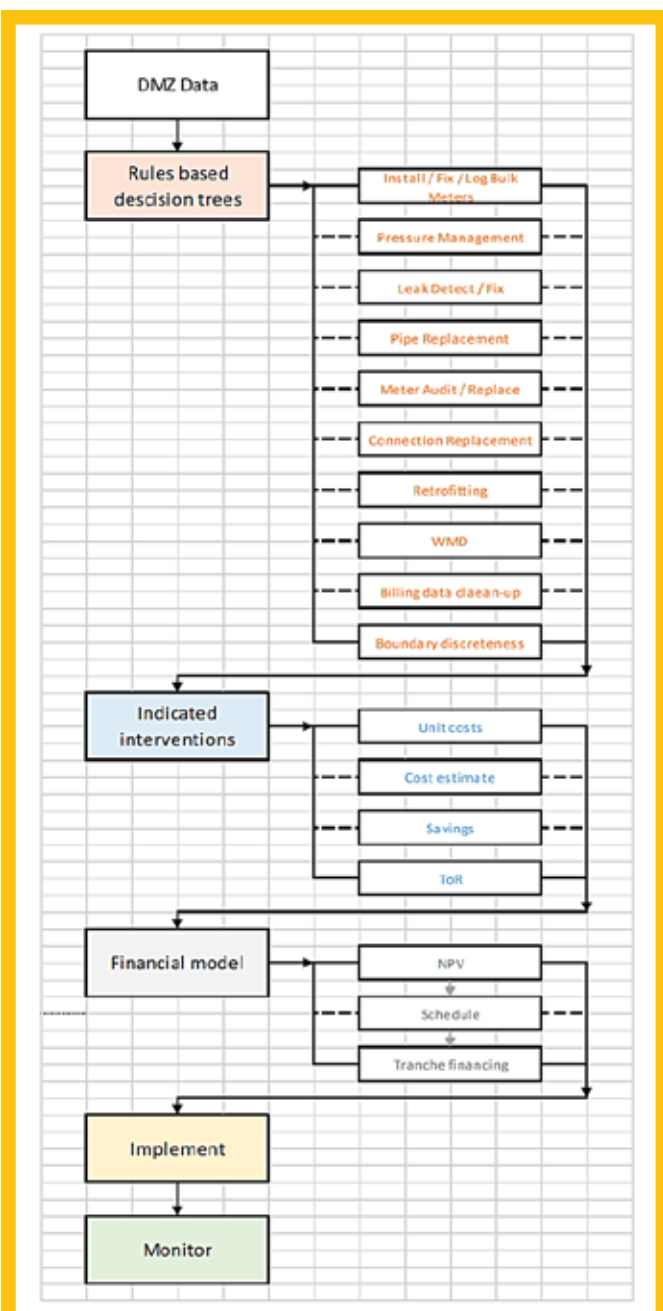 DMZ Data
Rules based
descision trees
Install / Fix / Log Bulk
Meters
Pressure Management
Leak Detect / Fix
Pipe Replacement
Meter Audit / Replace
Connection Replacement
Retrofitting
WMD
Billing data claean-up
Boundary discreteness
Indicated
interventions
Unit costs
Cost estimate
Savings
ToR
Financial model
NPV
Schedule
Tranche financing
Implement
Monitor